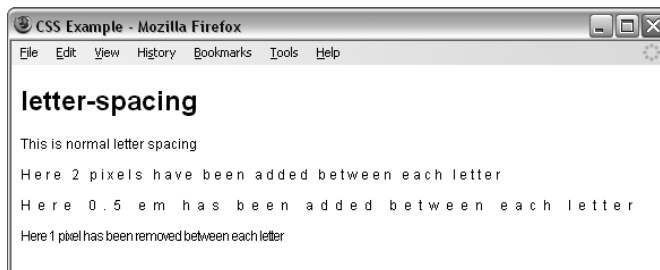 CSS Example - Mozilla Firefox
File Edit View History Bookmarks Tools Help
letter-spacing
This is normal letter spacing
Here 2 pixels have been added between each letter
Here 0.5 em has been added between each letter
Here 1 pixel has been removed between each letter